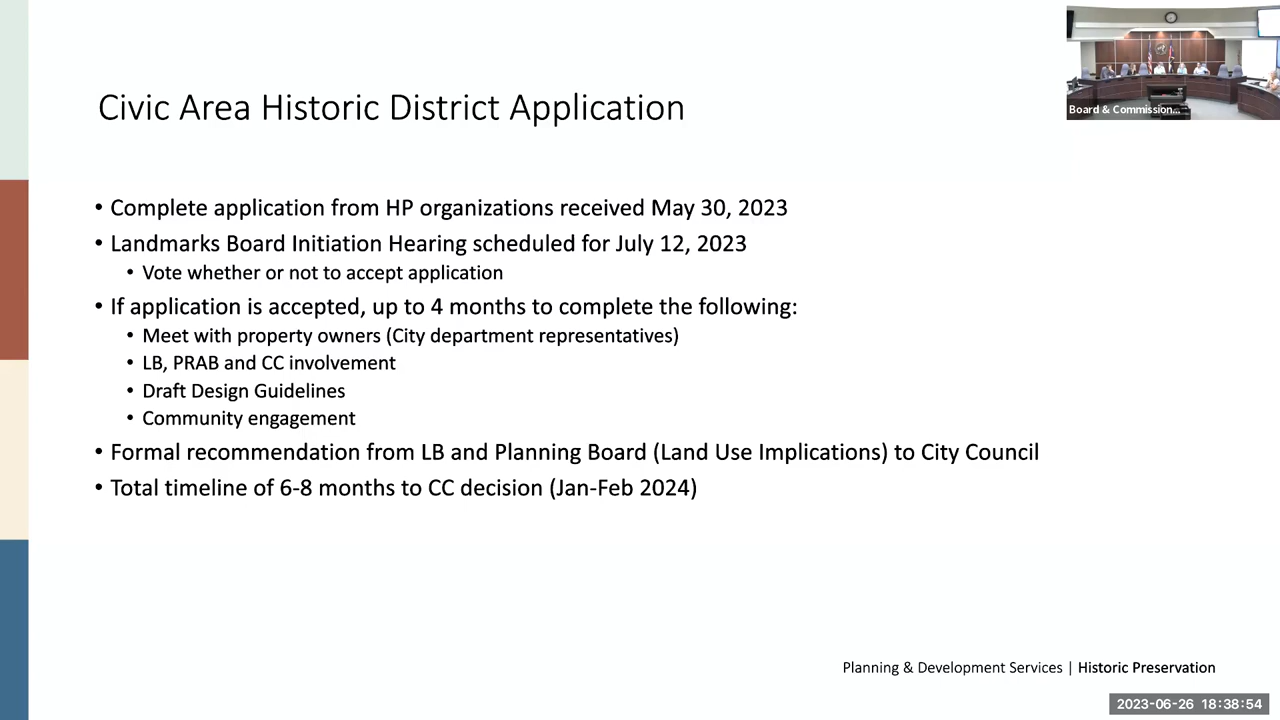 Board & Commission...
Civic Area Historic District Application
• Complete application from HP organizations received May 30, 2023
• Landmarks Board Initiation Hearing scheduled for July 12, 2023
• Vote whether or not to accept application
• If application is accepted, up to 4 months to complete the following:
• Meet with property owners (City department representatives)
• LB, PRAB and CC involvement
• Draft Design Guidelines
• Community engagement
• Formal recommendation from LB and Planning Board (Land Use Implications) to City Council
• Total timeline of 6-8 months to CC decision (Jan-Feb 2024)
Planning & Development Services | Historic Preservation
2023-06-26 18:38:54